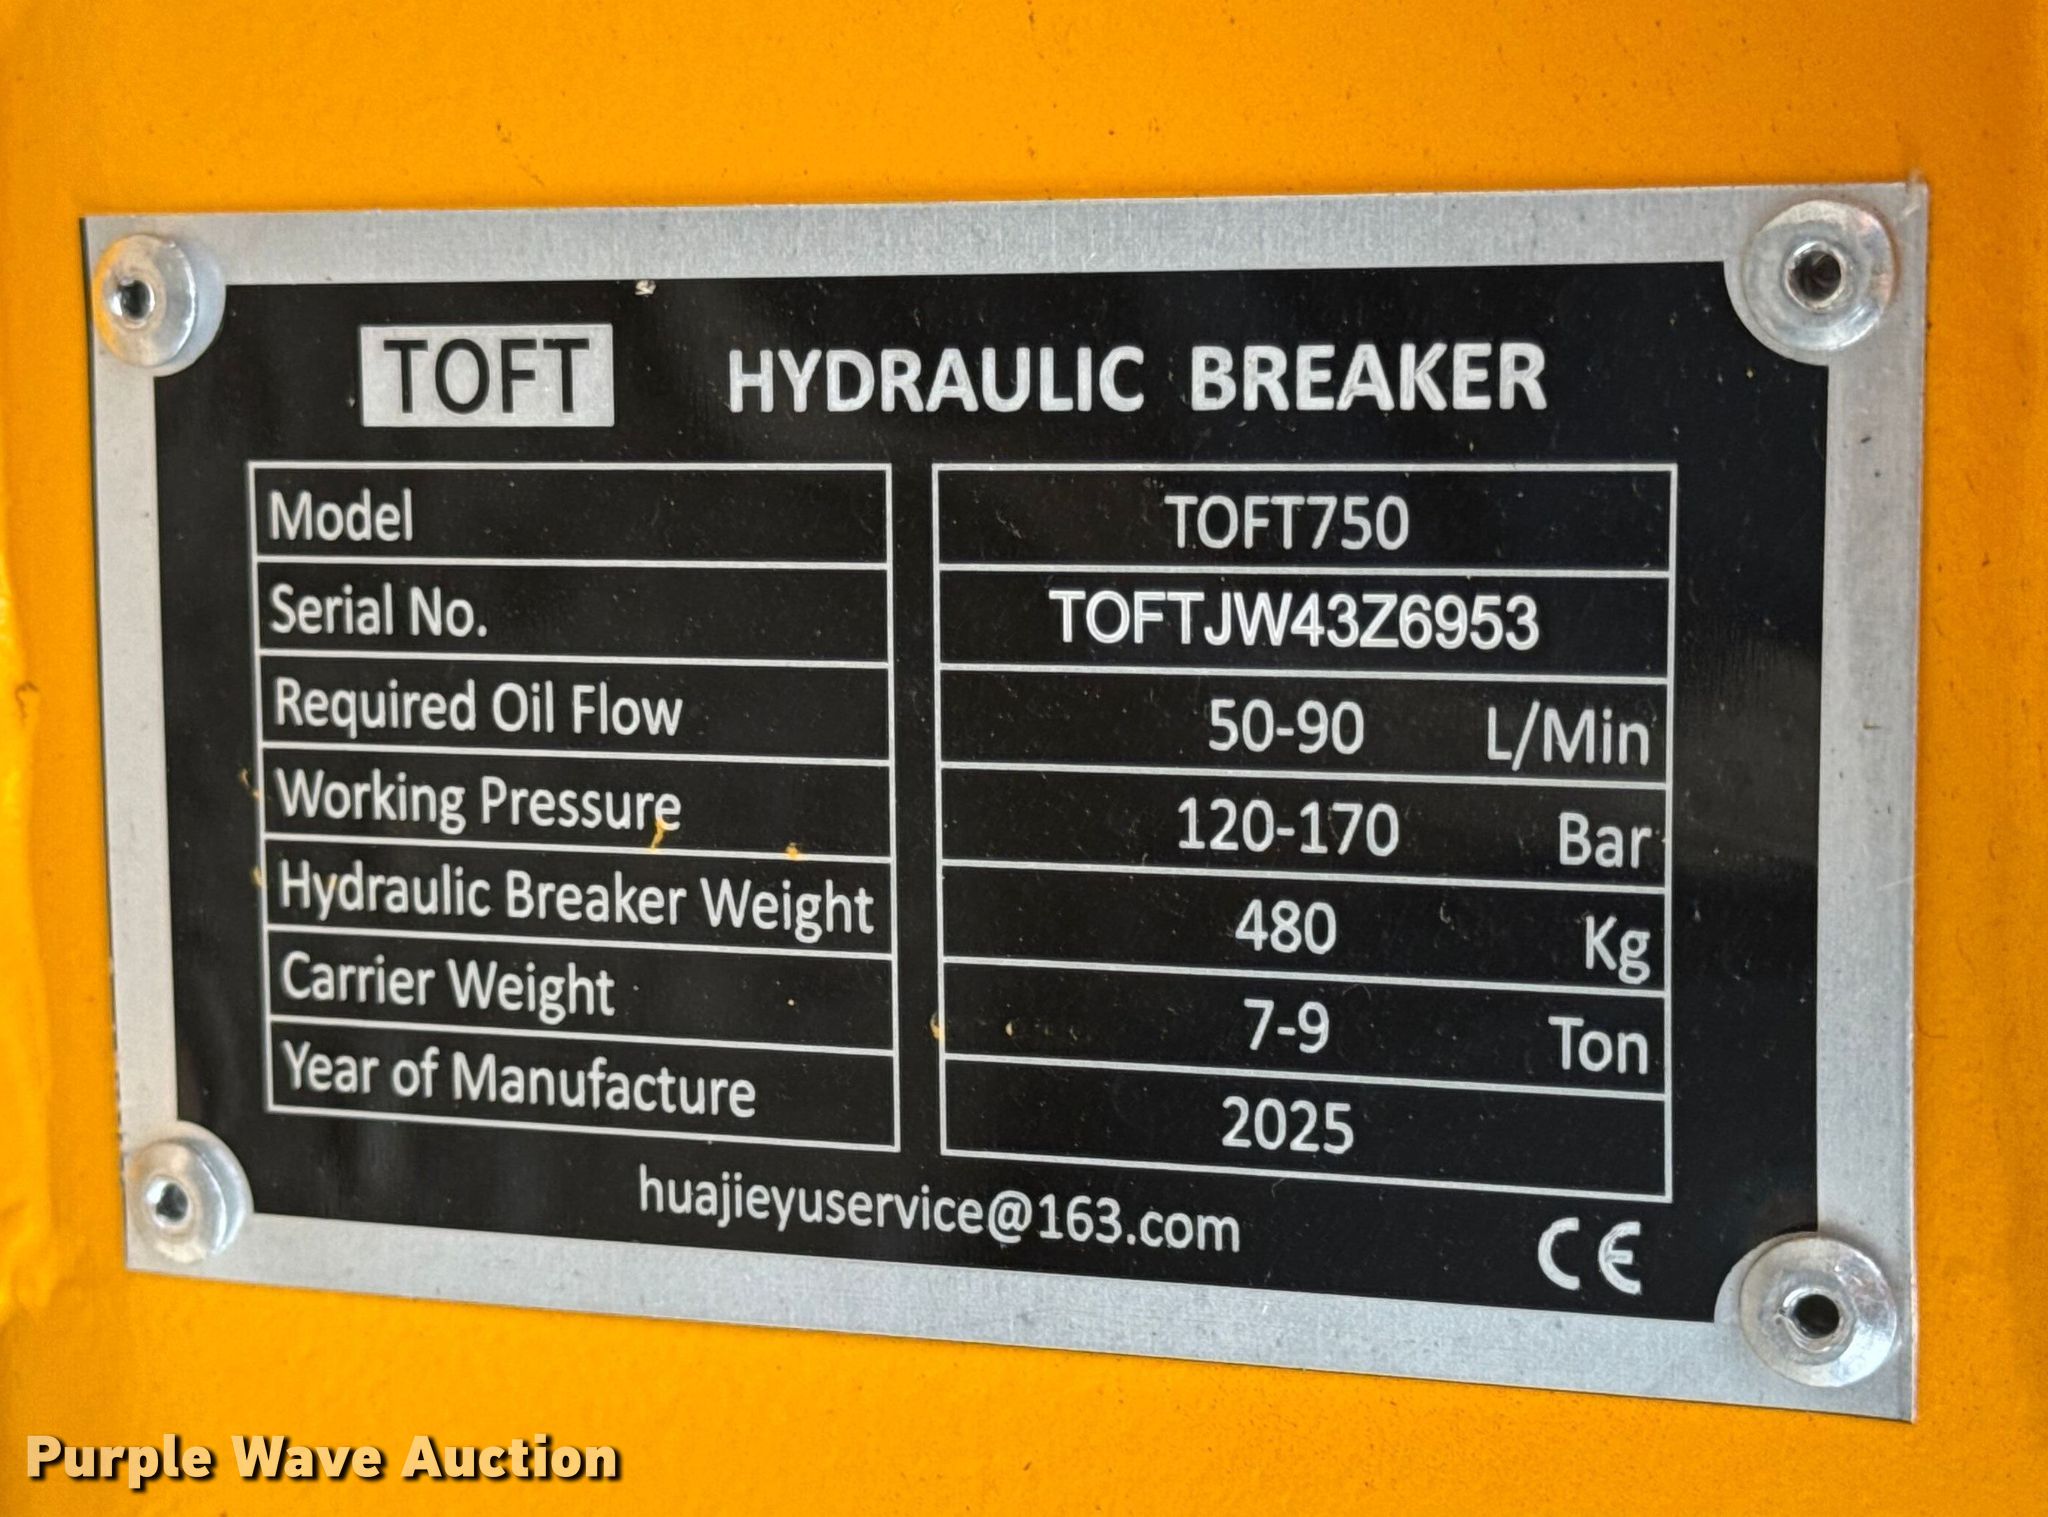 TOFT HYDRAULIC BREAKER
Model TOFT750
Serial No. TOFTJW43Z6953
Required Oil Flow 50-90 L/Min
Working Pressure 120-170 Bar
Hydraulic Breaker Weight 480 Kg
Carrier Weight 7-9 Ton
Year of Manufacture 2025
huajieyuservice@163.com
CE
Purple Wave Auction